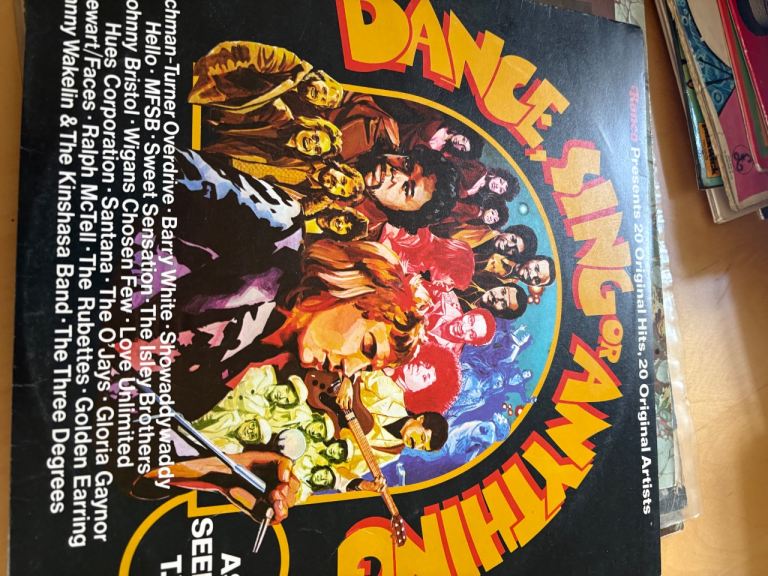 Ronco Presents 20 Original Hits, 20 Original Artists
DANCE, SING OR ANYTHING
chman-Turner Overdrive · Barry White · Showaddywaddy
Hello · MFSB · Sweet Sensation · The Isley Brothers
ohnny Bristol · Wigans Chosen Few · Love Unlimited
Hues Corporation · Santana · The O'Jays · Gloria Gaynor
ewart/Faces · Ralph McTell · The Rubettes · Golden Earring
nny Wakelin & The Kinshasa Band · The Three Degrees
AS
SEE
T.